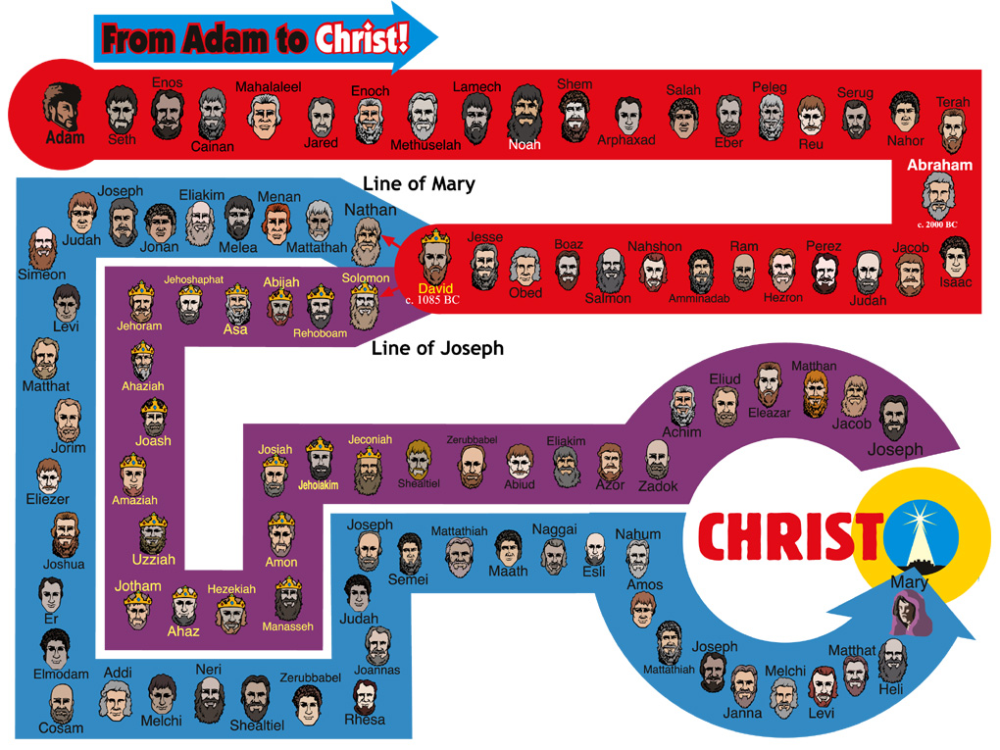 From Adam to Christ!
Adam
Seth
Enos
Cainan
Mahalaleel
Jared
Enoch
Methuselah
Lamech
Noah
Shem
Arphaxad
Salah
Eber
Peleg
Reu
Serug
Nahor
Terah
Abraham
c. 2000 BC
Isaac
Jacob
Judah
Perez
Hezron
Ram
Amminadab
Nahshon
Salmon
Boaz
Obed
Jesse
David
c. 1085 BC
Line of Mary
Nathan
Mattathah
Menan
Melea
Eliakim
Jonan
Joseph
Judah
Simeon
Levi
Matthat
Jorim
Eliezer
Joshua
Er
Elmodam
Cosam
Addi
Melchi
Neri
Shealtiel
Zerubbabel
Rhesa
Joannas
Judah
Joseph
Semei
Mattathiah
Maath
Naggai
Esli
Nahum
Amos
Mattathiah
Joseph
Janna
Melchi
Levi
Matthat
Heli
Mary
Line of Joseph
Solomon
Rehoboam
Abijah
Asa
Jehoshaphat
Jehoram
Ahaziah
Joash
Amaziah
Uzziah
Jotham
Ahaz
Hezekiah
Manasseh
Amon
Josiah
Jehoiakim
Jeconiah
Shealtiel
Zerubbabel
Abiud
Eliakim
Azor
Zadok
Achim
Eliud
Eleazar
Matthan
Jacob
Joseph
CHRIST